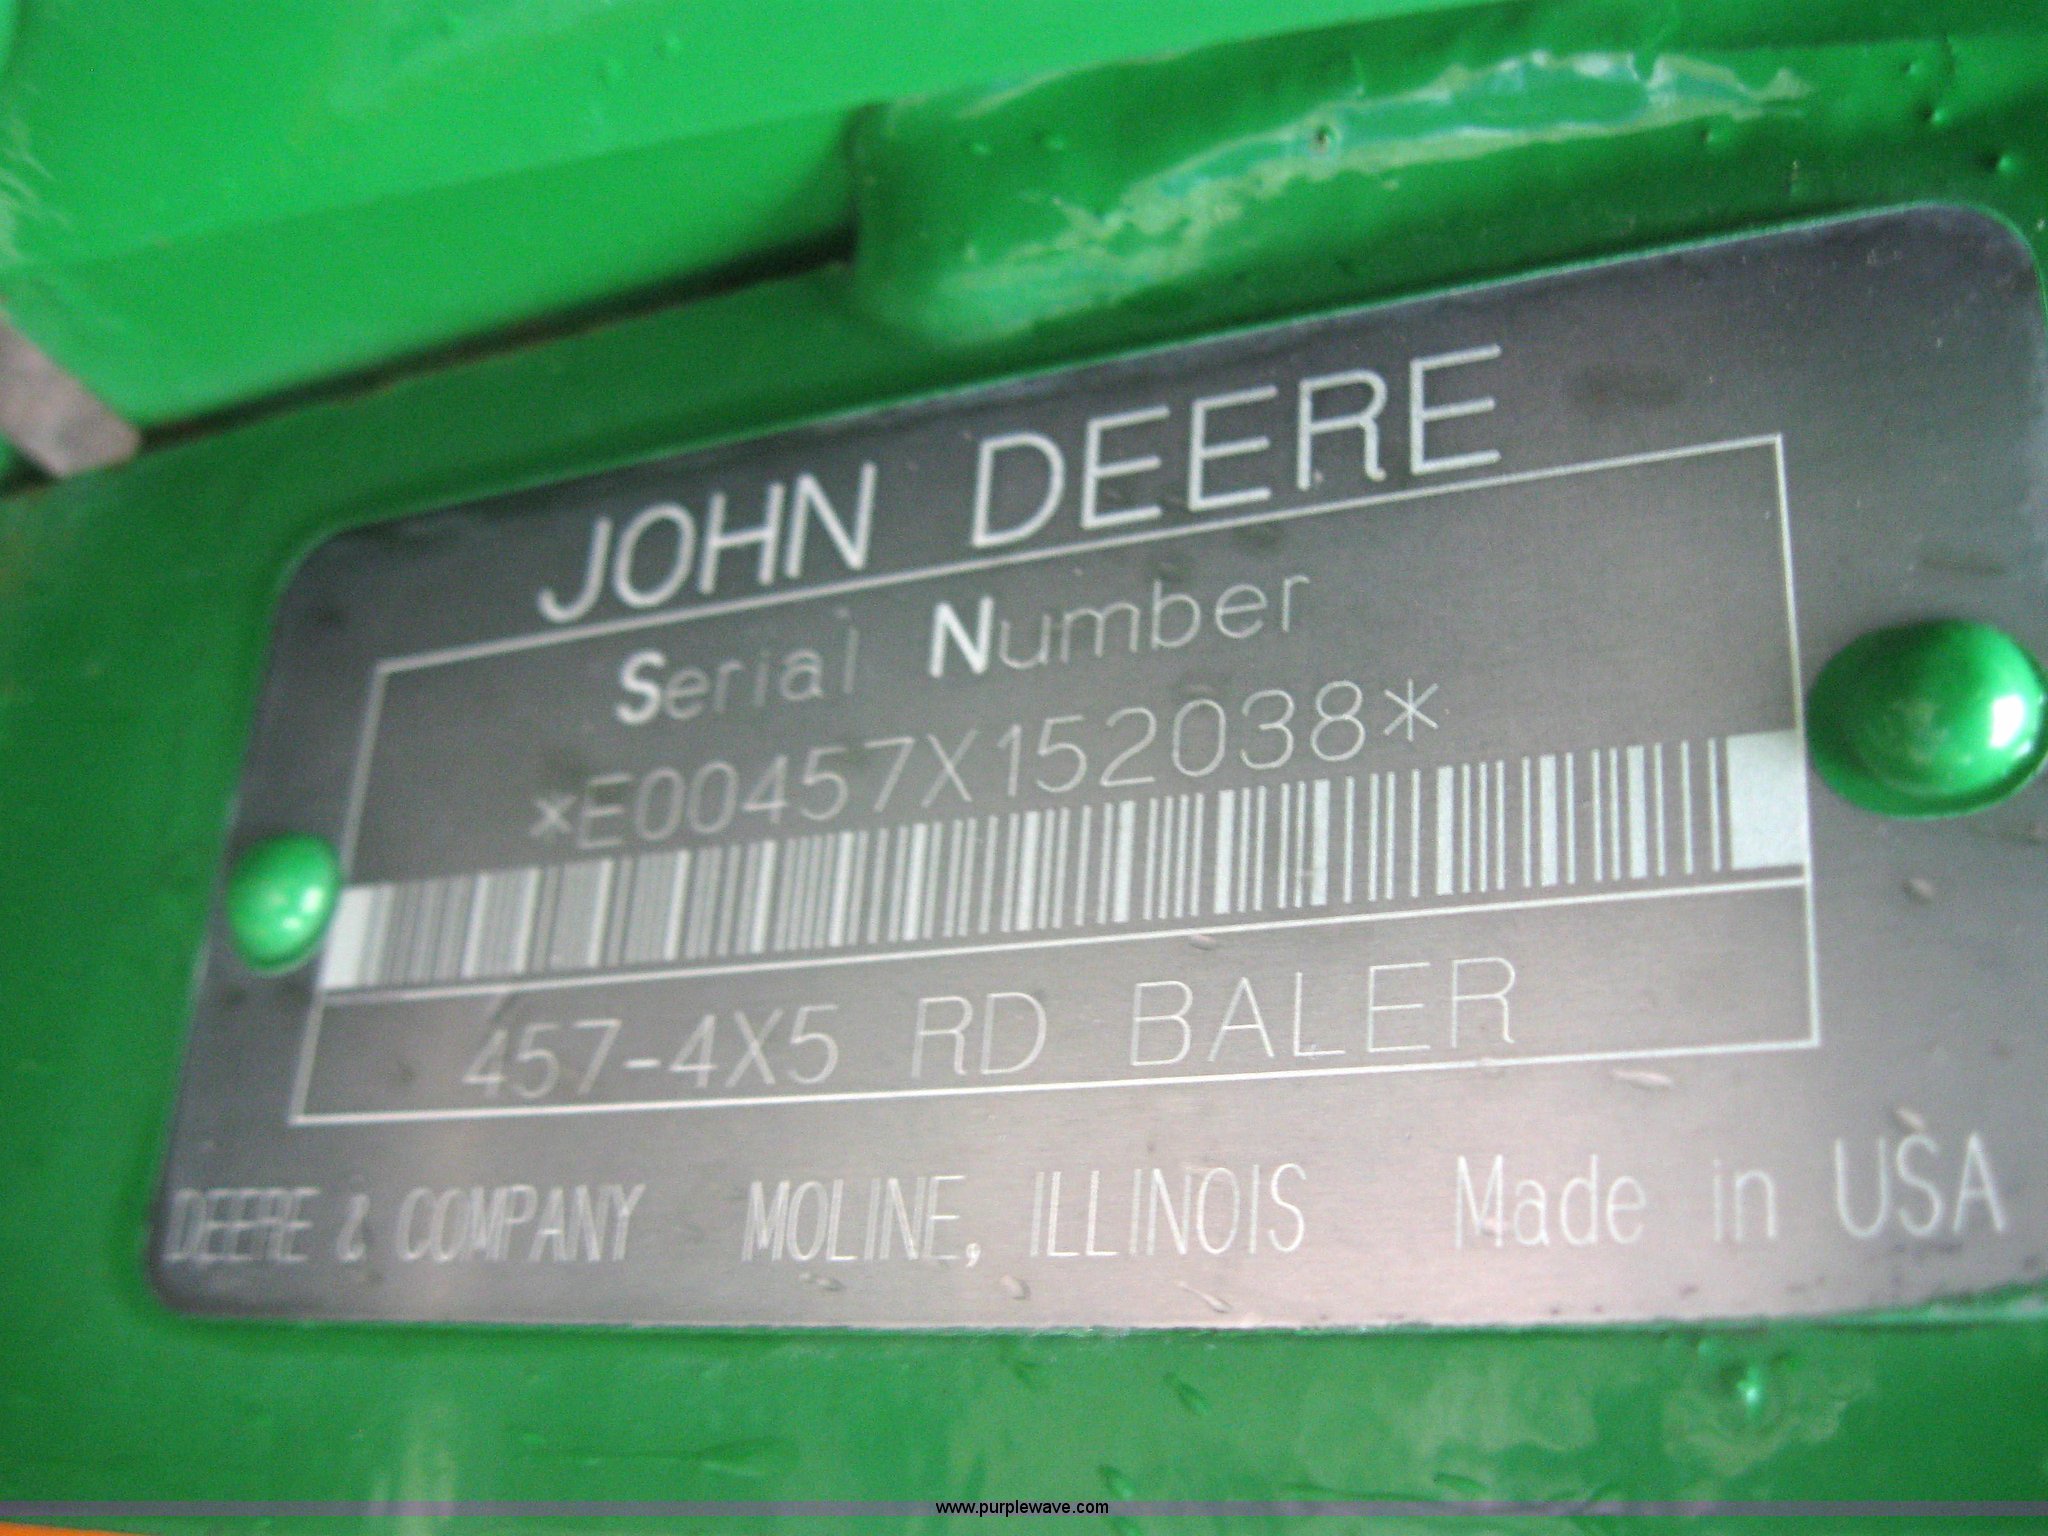 JOHN DEERE
Serial Number
*E00457X152038*
457-4X5 RD BALER
DEERE & COMPANY MOLINE, ILLINOIS Made in USA
www.purplewave.com